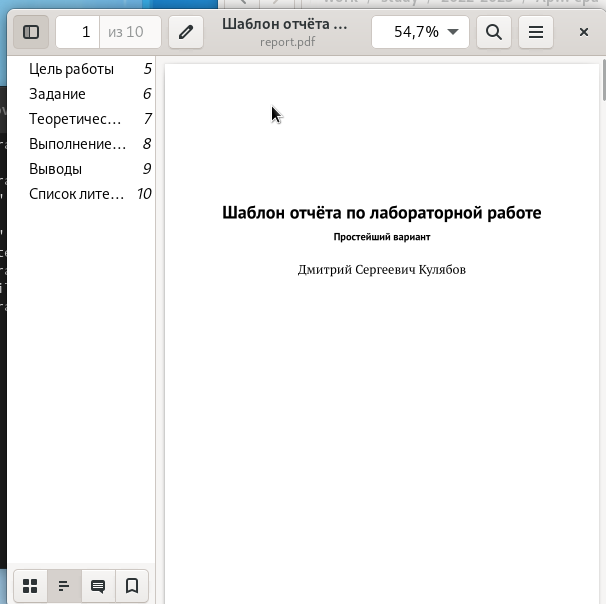 Шаблон отчёта ...
report.pdf
1 из 10
54,7%
Цель работы 5
Задание 6
Теоретичес... 7
Выполнение... 8
Выводы 9
Список лите... 10
Шаблон отчёта по лабораторной работе
Простейший вариант
Дмитрий Сергеевич Кулябов